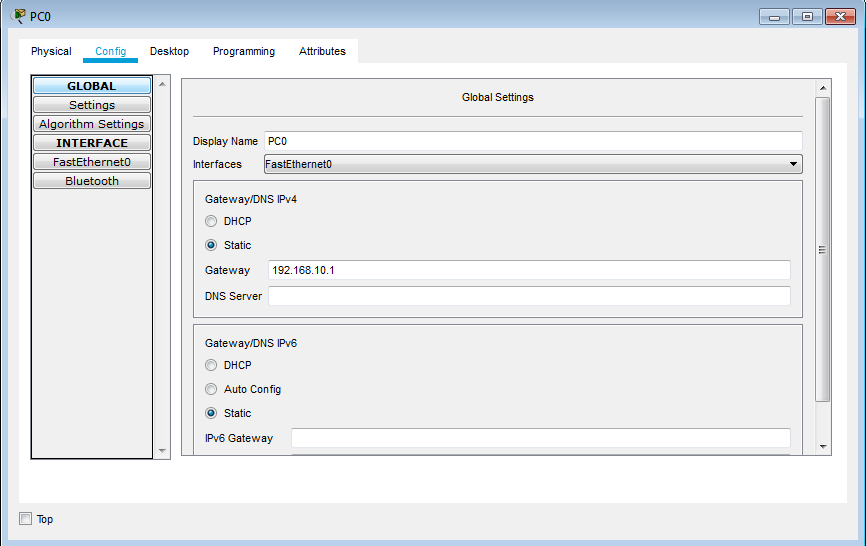 PC0
Physical Config Desktop Programming Attributes
GLOBAL
Settings
Algorithm Settings
INTERFACE
FastEthernet0
Bluetooth
Global Settings
Display Name PC0
Interfaces FastEthernet0
Gateway/DNS IPv4
DHCP
Static
Gateway 192.168.10.1
DNS Server
Gateway/DNS IPv6
DHCP
Auto Config
Static
IPv6 Gateway
Top